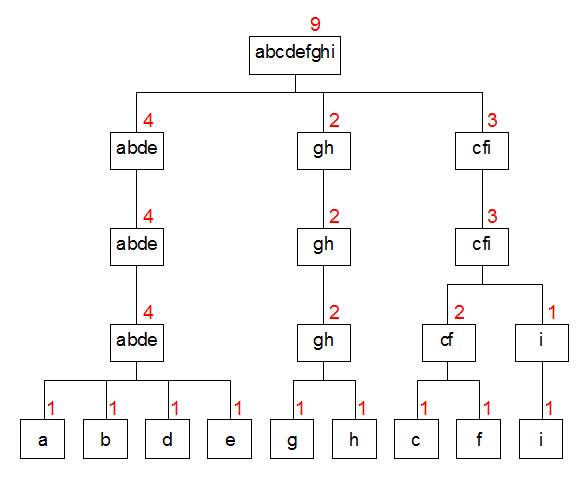 9
abcdefghi
4 2 3
abde gh cfi
4 2 3
abde gh cfi
4 2 2 1
abde gh cf i
1 1 1 1 1 1 1 1 1
a b d e g h c f i